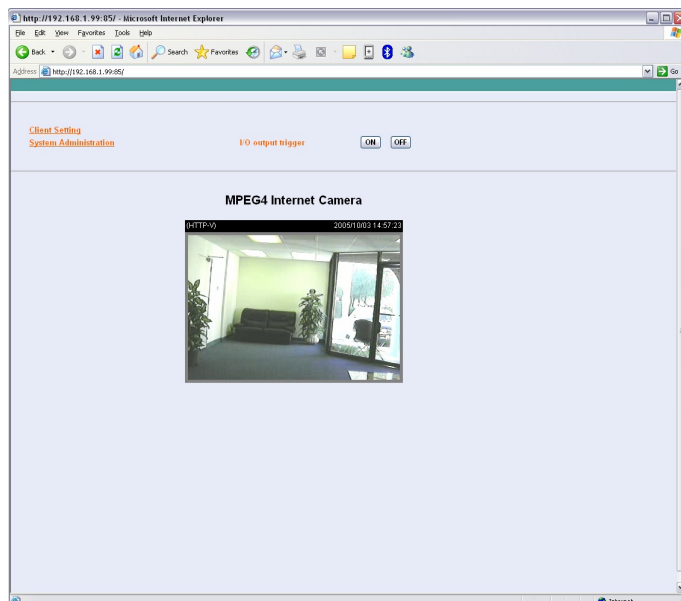 http://192.168.1.99:85/ - Microsoft Internet Explorer
File Edit View Favorites Tools Help
Back Search Favorites
Address http://192.168.1.99:85/ Go
Client Setting
System Administration I/O output trigger ON OFF
MPEG4 Internet Camera
(HTTP-V) 2005/10/03 14:57:23
Internet